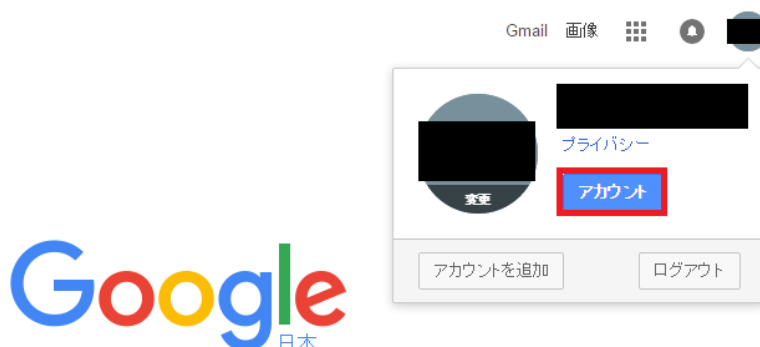 Gmail 画像
プライバシー
変更
アカウント
アカウントを追加 ログアウト
Google
日本